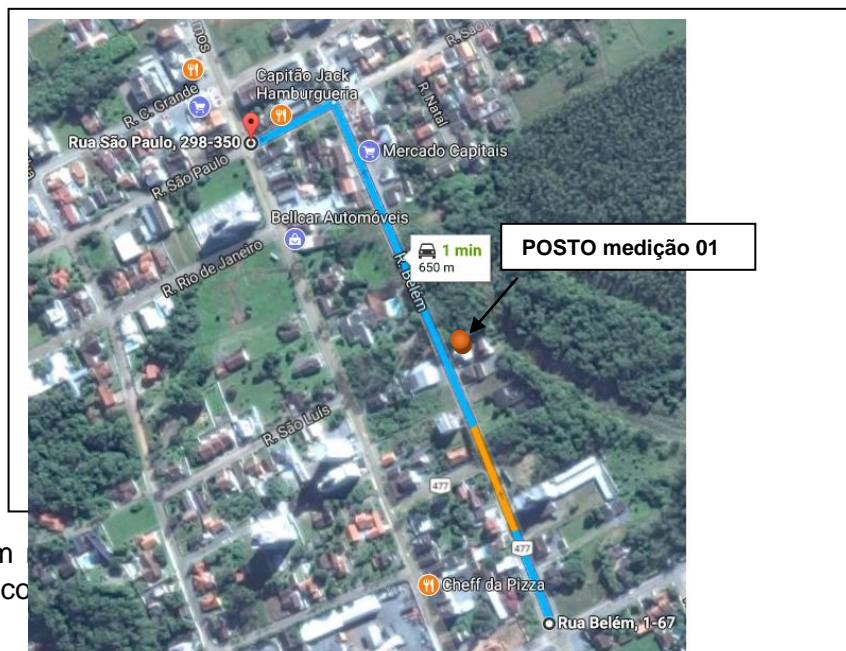 R. São
Capitão Jack
Hamburgueria
R. C. Grande
R. Natal
Rua São Paulo, 298-350
Mercado Capitais
R. São Paulo
Bellcar Automóveis
1 min
650 m
POSTO medição 01
R. Rio de Janeiro
R. Belém
R. São Luís
477
477
Cheff da Pizza
Rua Belém, 1-67